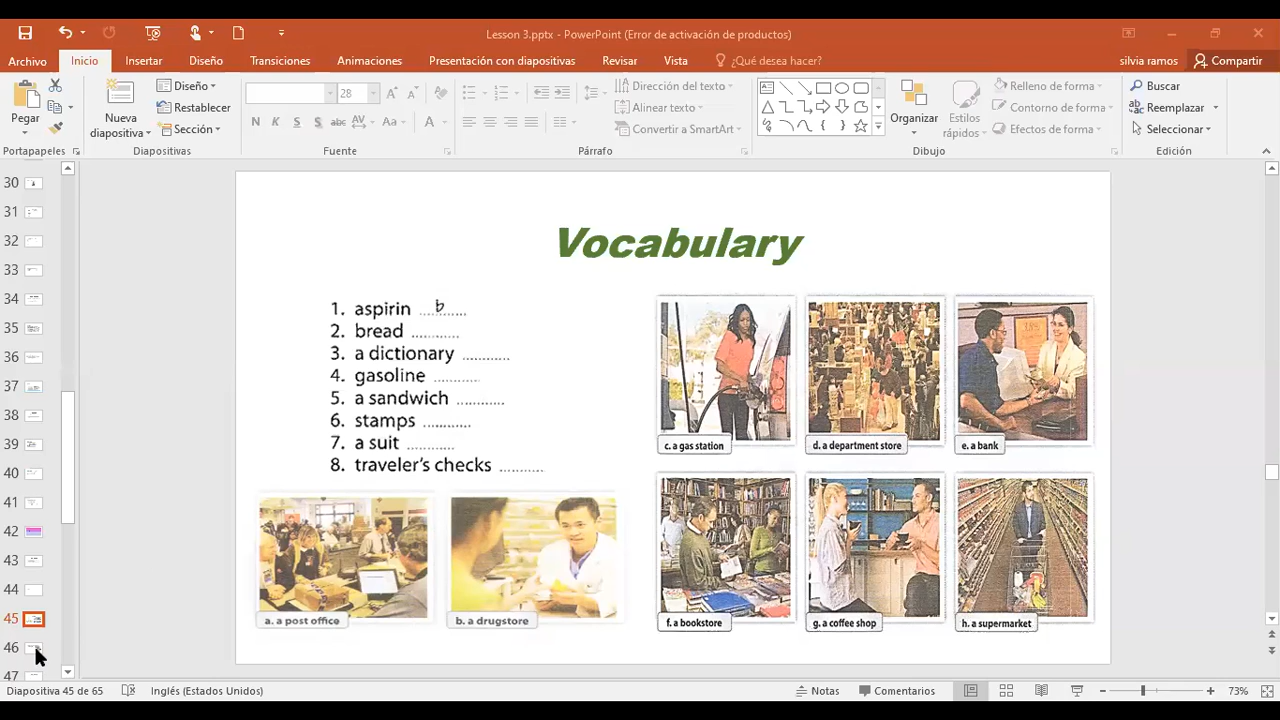 Lesson 3.pptx - PowerPoint (Error de activación de productos)
Archivo Inicio Insertar Diseño Transiciones Animaciones Presentación con diapositivas Revisar Vista ¿Qué desea hacer? silvia ramos Compartir
Pegar
Nueva diapositiva
Diseño
Restablecer
Sección
28
N K S S abc AV Aa A
Dirección del texto
Alinear texto
Convertir a SmartArt
Organizar
Estilos rápidos
Relleno de forma
Contorno de forma
Efectos de forma
Buscar
Reemplazar
Seleccionar
Portapapeles Diapositivas Fuente Párrafo Dibujo Edición
30
31
32
33
34
35
36
37
38
39
40
41
42
43
44
45
46
47
Vocabulary
1. aspirin ...b......
2. bread ...........
3. a dictionary ...........
4. gasoline ...........
5. a sandwich ...........
6. stamps ...........
7. a suit ...........
8. traveler's checks ..........
c. a gas station
d. a department store
e. a bank
a. a post office
b. a drugstore
f. a bookstore
g. a coffee shop
h. a supermarket
Diapositiva 45 de 65 Inglés (Estados Unidos) Notas Comentarios 73%